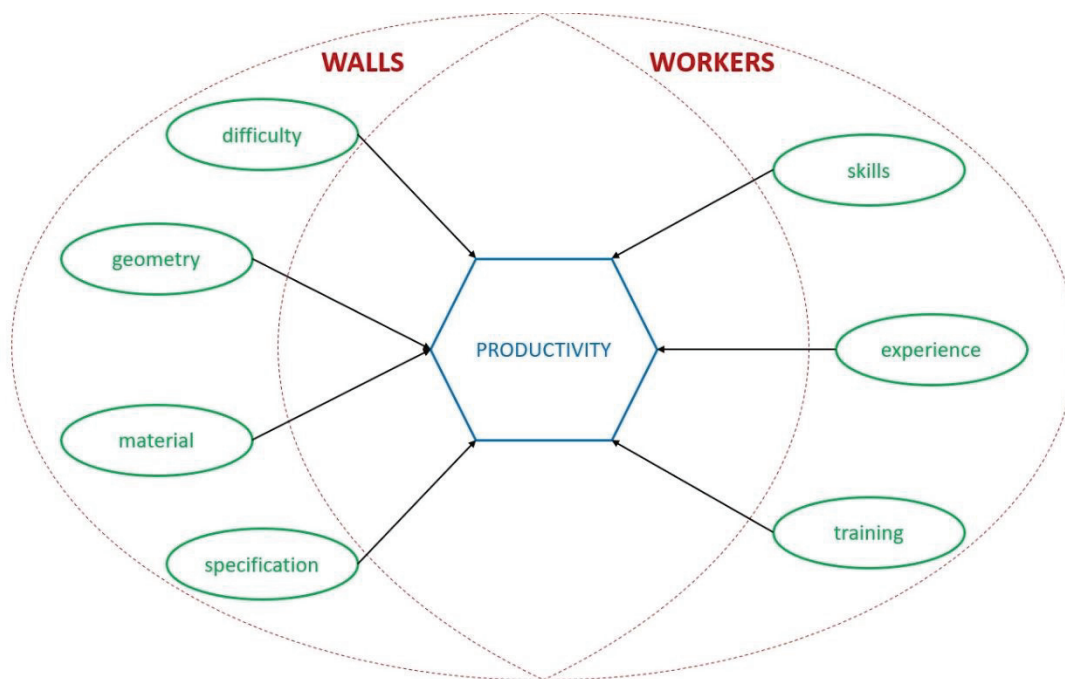 WALLS
WORKERS
difficulty
skills
geometry
PRODUCTIVITY
experience
material
training
specification